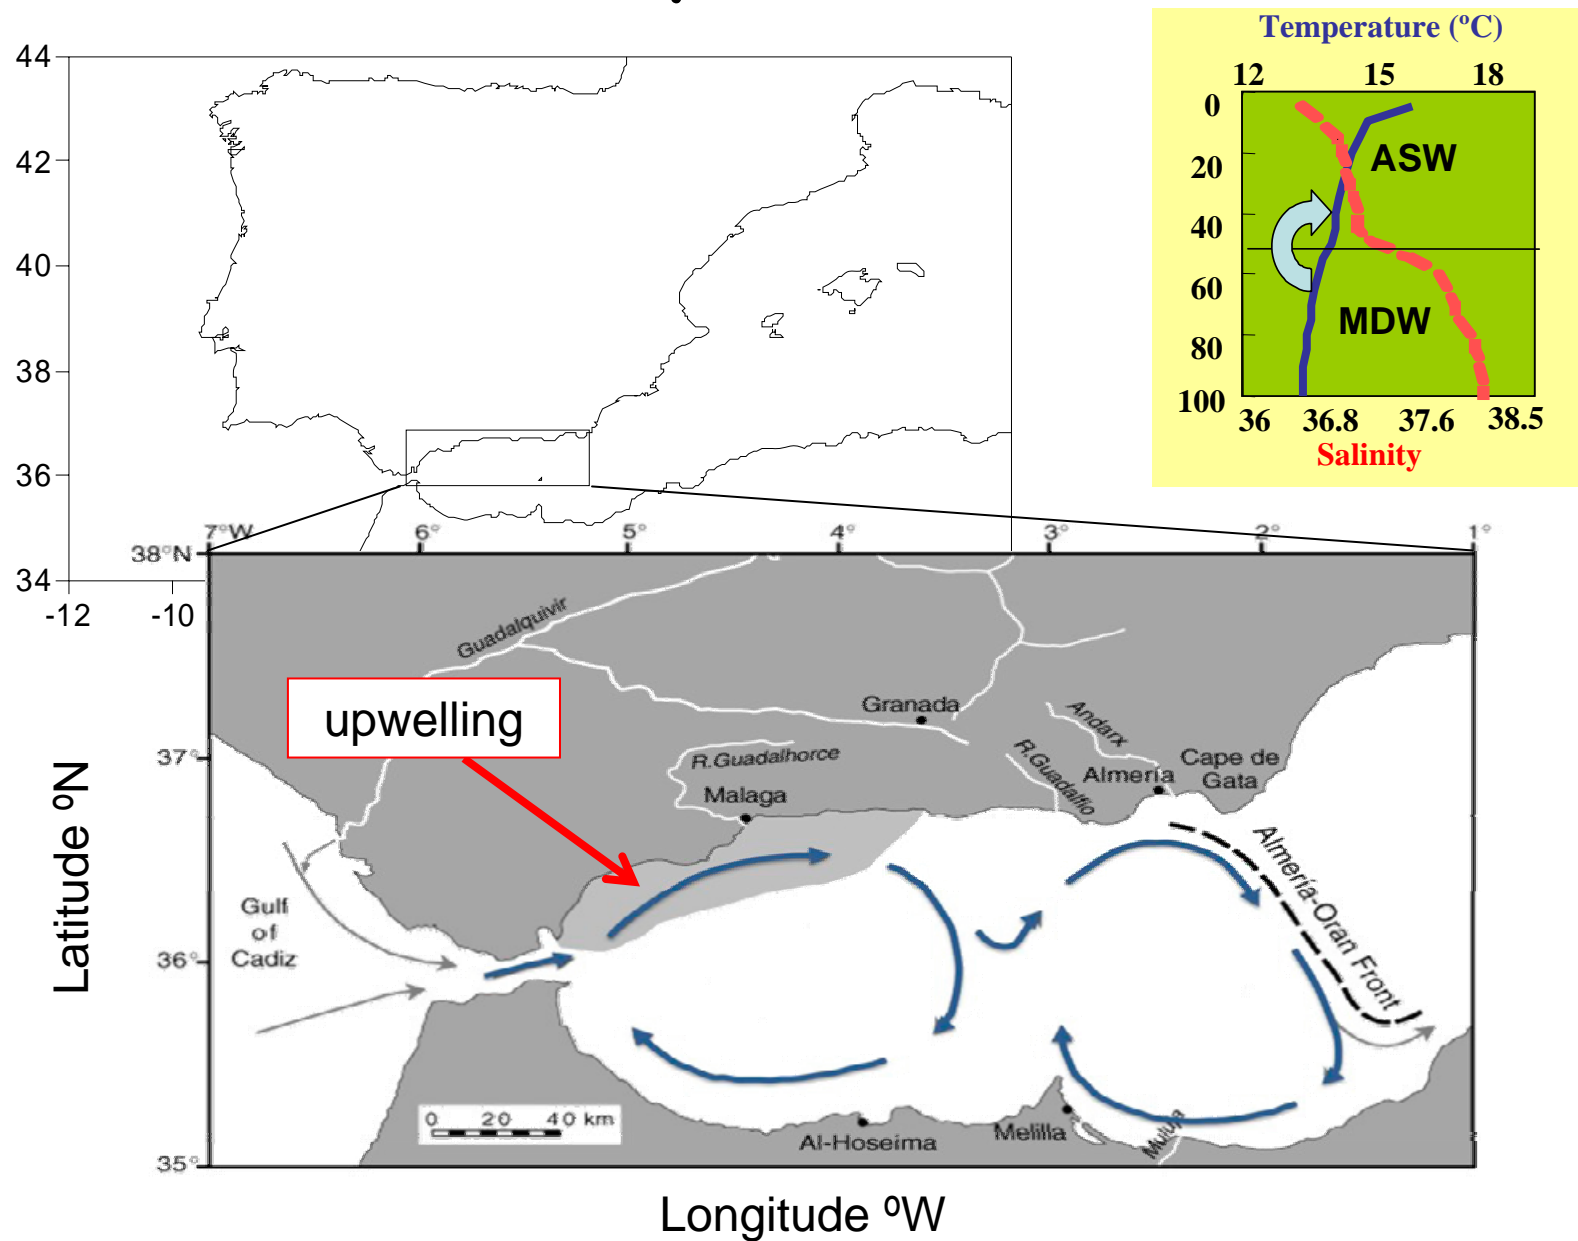 44
42
40
38
36
34
-12
-10
Temperature (ºC)
12 15 18
0
20
40
60
80
100
ASW
MDW
36 36.8 37.6 38.5
Salinity
7°W 6° 5° 4° 3° 2° 1°
38°N
37°
36°
35°
Latitude ºN
Guadalquivir
upwelling
Granada
Andarx
R.Guadalhorce
R.Guadalfio
Malaga
Almería
Cape de
Gata
Almería-Oran Front
Gulf
of
Cadiz
0 20 40 km
Al-Hoseima
Melilla
Muluya
Longitude ºW